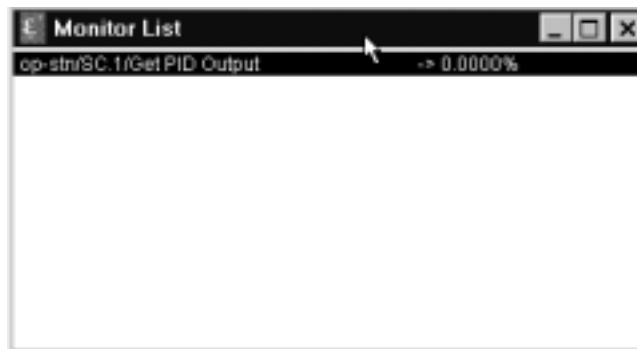 Monitor List
op-stn/SC.1/Get PID Output -> 0.0000%